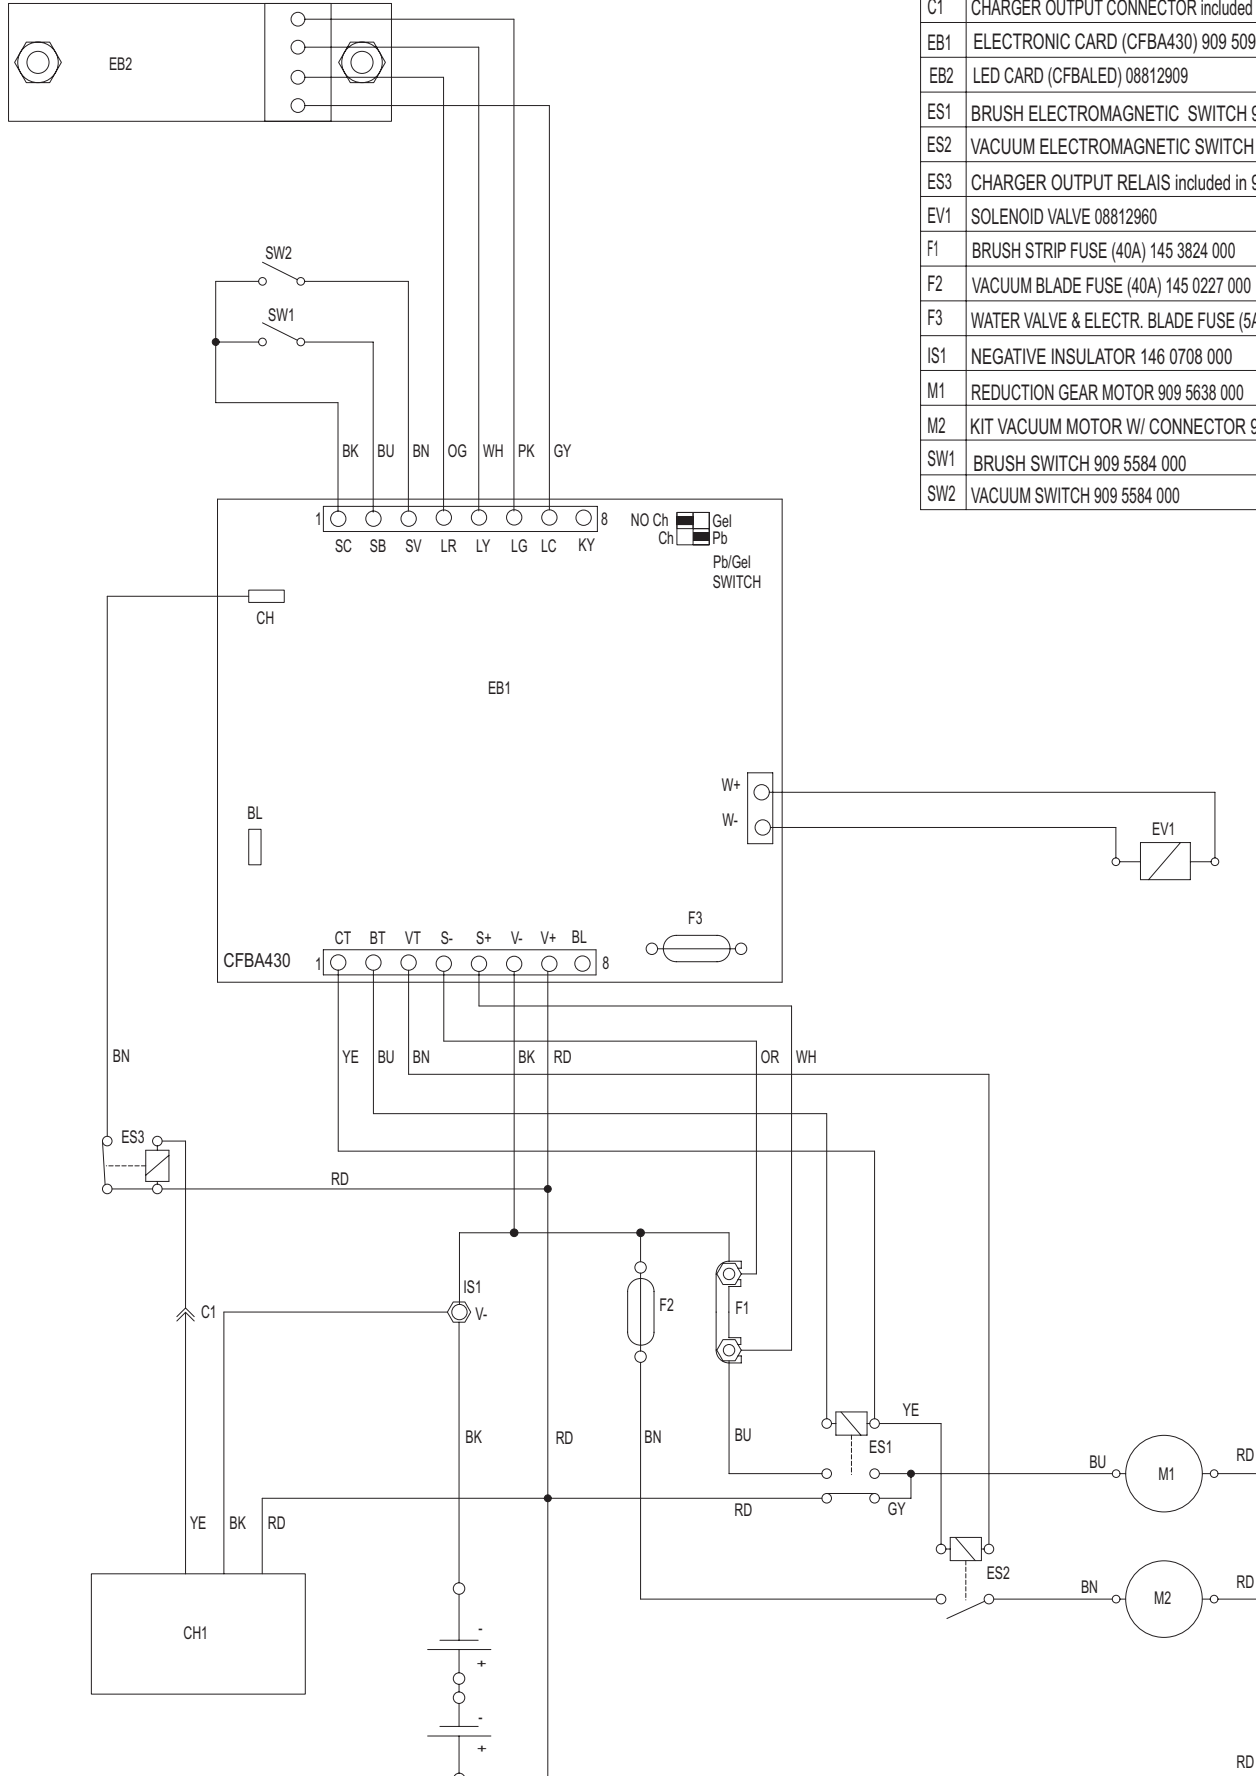 C1 CHARGER OUTPUT CONNECTOR included
EB1 ELECTRONIC CARD (CFBA430) 909 509
EB2 LED CARD (CFBALED) 08812909
ES1 BRUSH ELECTROMAGNETIC SWITCH
ES2 VACUUM ELECTROMAGNETIC SWITCH
ES3 CHARGER OUTPUT RELAIS included in
EV1 SOLENOID VALVE 08812960
F1 BRUSH STRIP FUSE (40A) 145 3824 000
F2 VACUUM BLADE FUSE (40A) 145 0227 000
F3 WATER VALVE & ELECTR. BLADE FUSE (5A
IS1 NEGATIVE INSULATOR 146 0708 000
M1 REDUCTION GEAR MOTOR 909 5638 000
M2 KIT VACUUM MOTOR W/ CONNECTOR
SW1 BRUSH SWITCH 909 5584 000
SW2 VACUUM SWITCH 909 5584 000
EB2
SW2
SW1
BK BU BN OG WH PK GY
1 8
SC SB SV LR LY LG LC KY
NO Ch Gel
Ch Pb
Pb/Gel
SWITCH
CH
EB1
W+
W-
BL
EV1
F3
CT BT VT S- S+ V- V+ BL
CFBA430 1 8
BN YE BU BN BK RD OR WH
ES3
RD
IS1
C1 V- F2 F1
YE
ES1
BK RD BN BU
BU M1 RD
RD GY
YE BK RD
ES2
BN M2 RD
CH1
-
+
-
+
RD